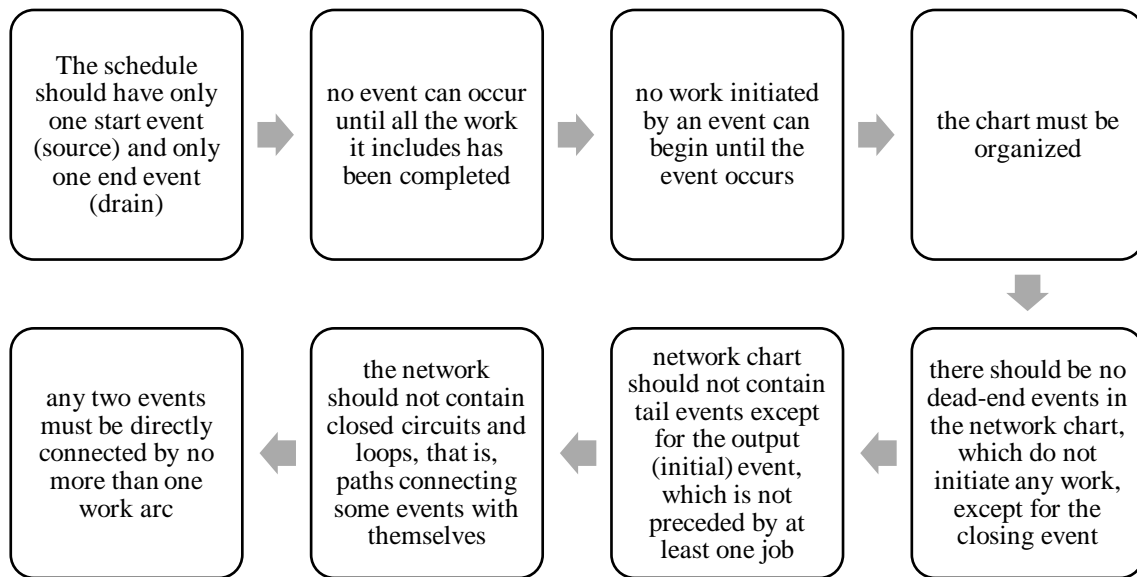 The schedule
should have only
one start event
(source) and only
one end event
(drain)
no event can occur
until all the work
it includes has
been completed
no work initiated
by an event can
begin until the
event occurs
the chart must be
organized
there should be no
dead-end events in
the network chart,
which do not
initiate any work,
except for the
closing event
network chart
should not contain
tail events except
for the output
(initial) event,
which is not
preceded by at
least one job
the network
should not contain
closed circuits and
loops, that is,
paths connecting
some events with
themselves
any two events
must be directly
connected by no
more than one
work arc